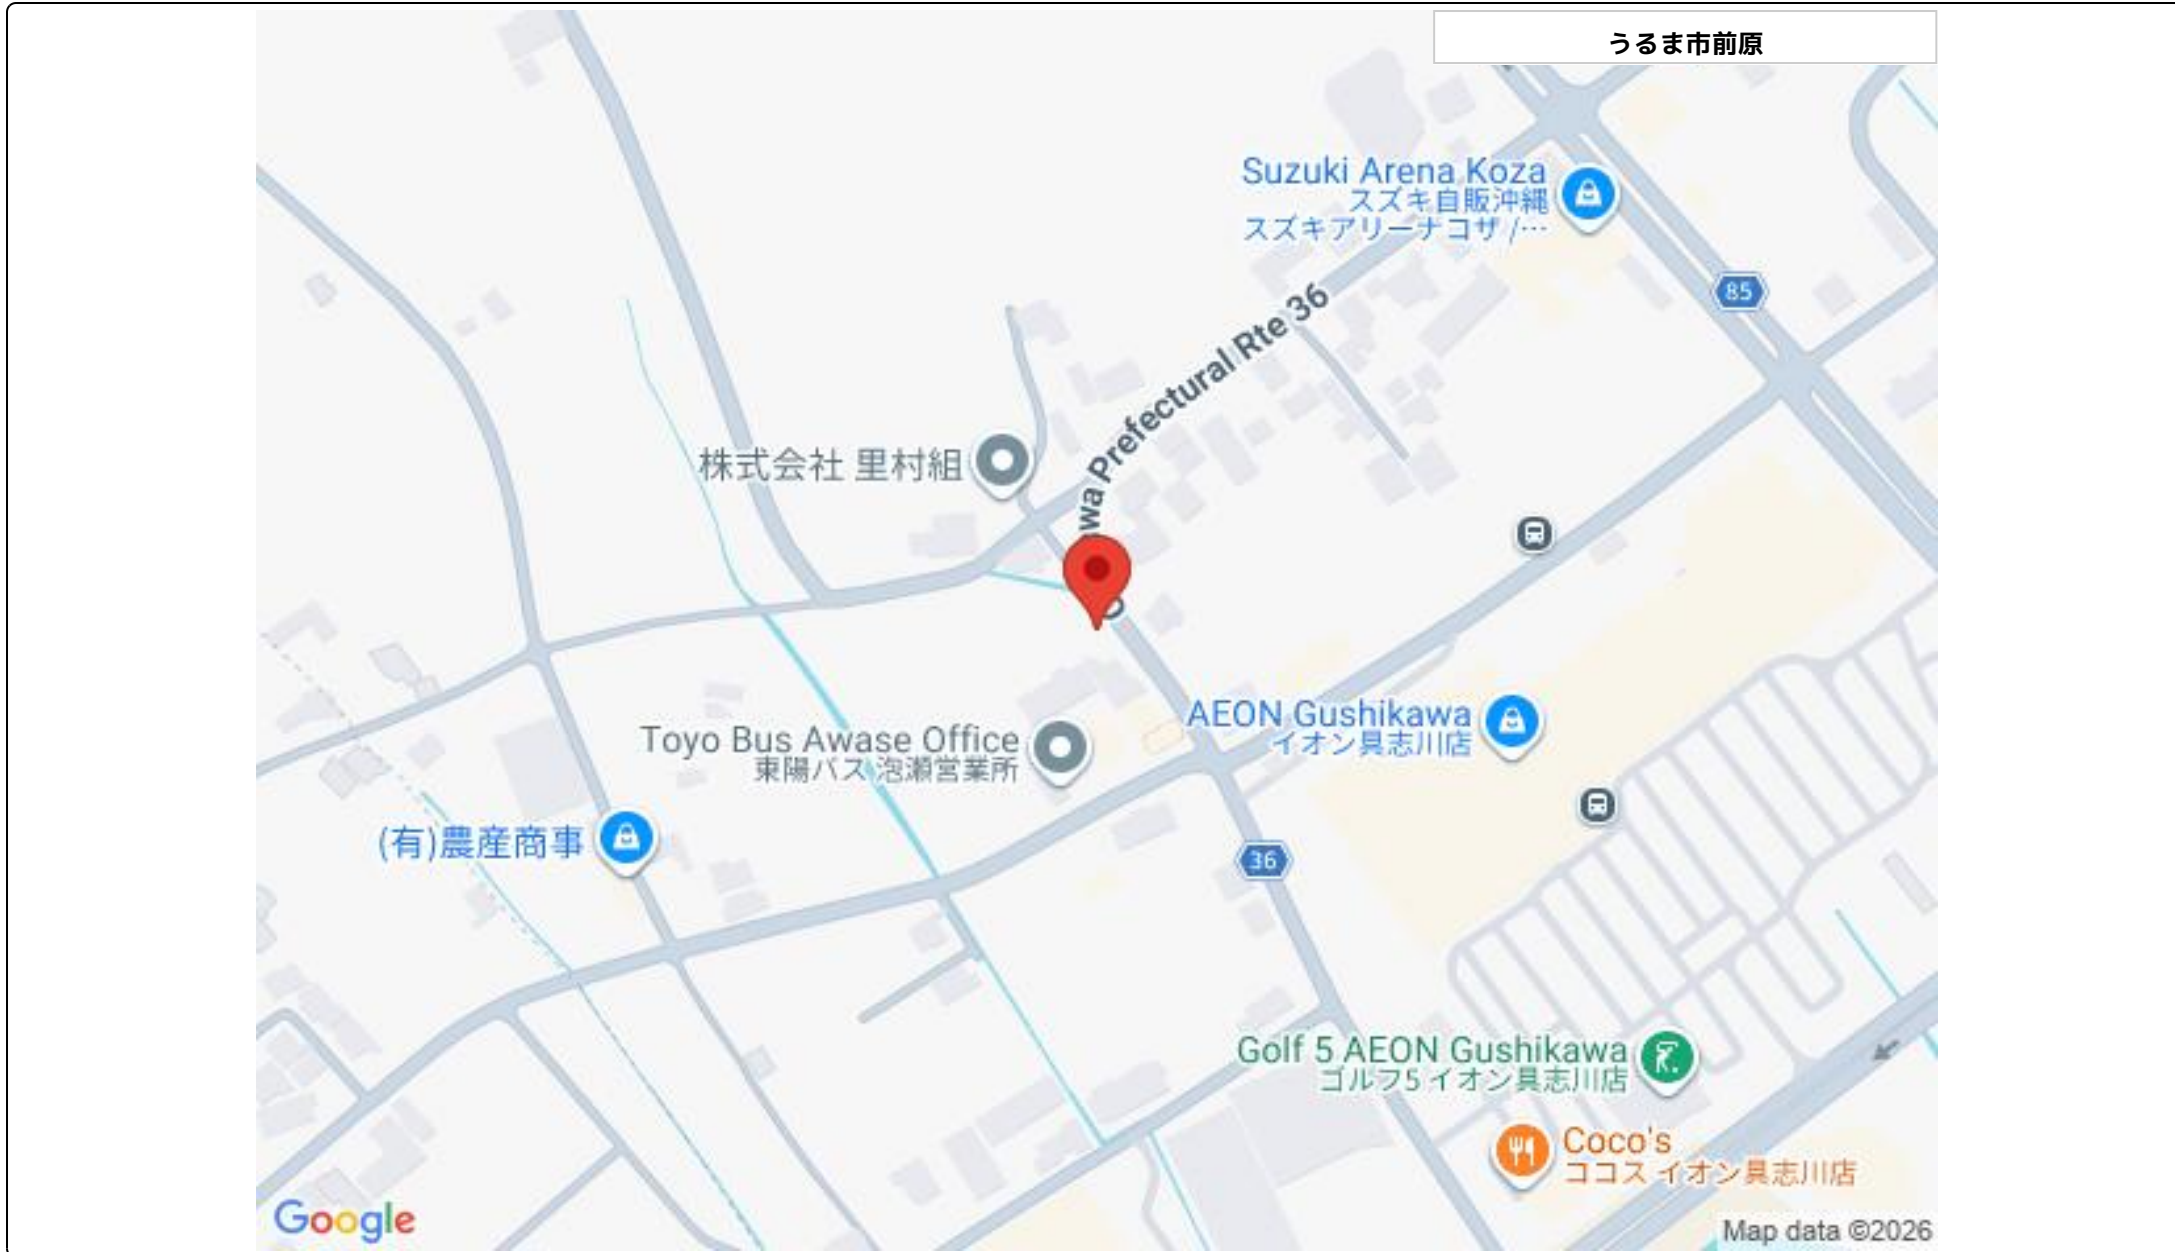 うるま市前原
Suzuki Arena Koza
スズキ自販沖縄
スズキアリーナコザ /…
85
wa Prefectural Rte 36
株式会社 里村組
AEON Gushikawa
イオン具志川店
Toyo Bus Awase Office
東陽バス 泡瀬営業所
(有)農産商事
36
Golf 5 AEON Gushikawa
ゴルフ5 イオン具志川店
Coco's
ココス イオン具志川店
Google
Map data ©2026